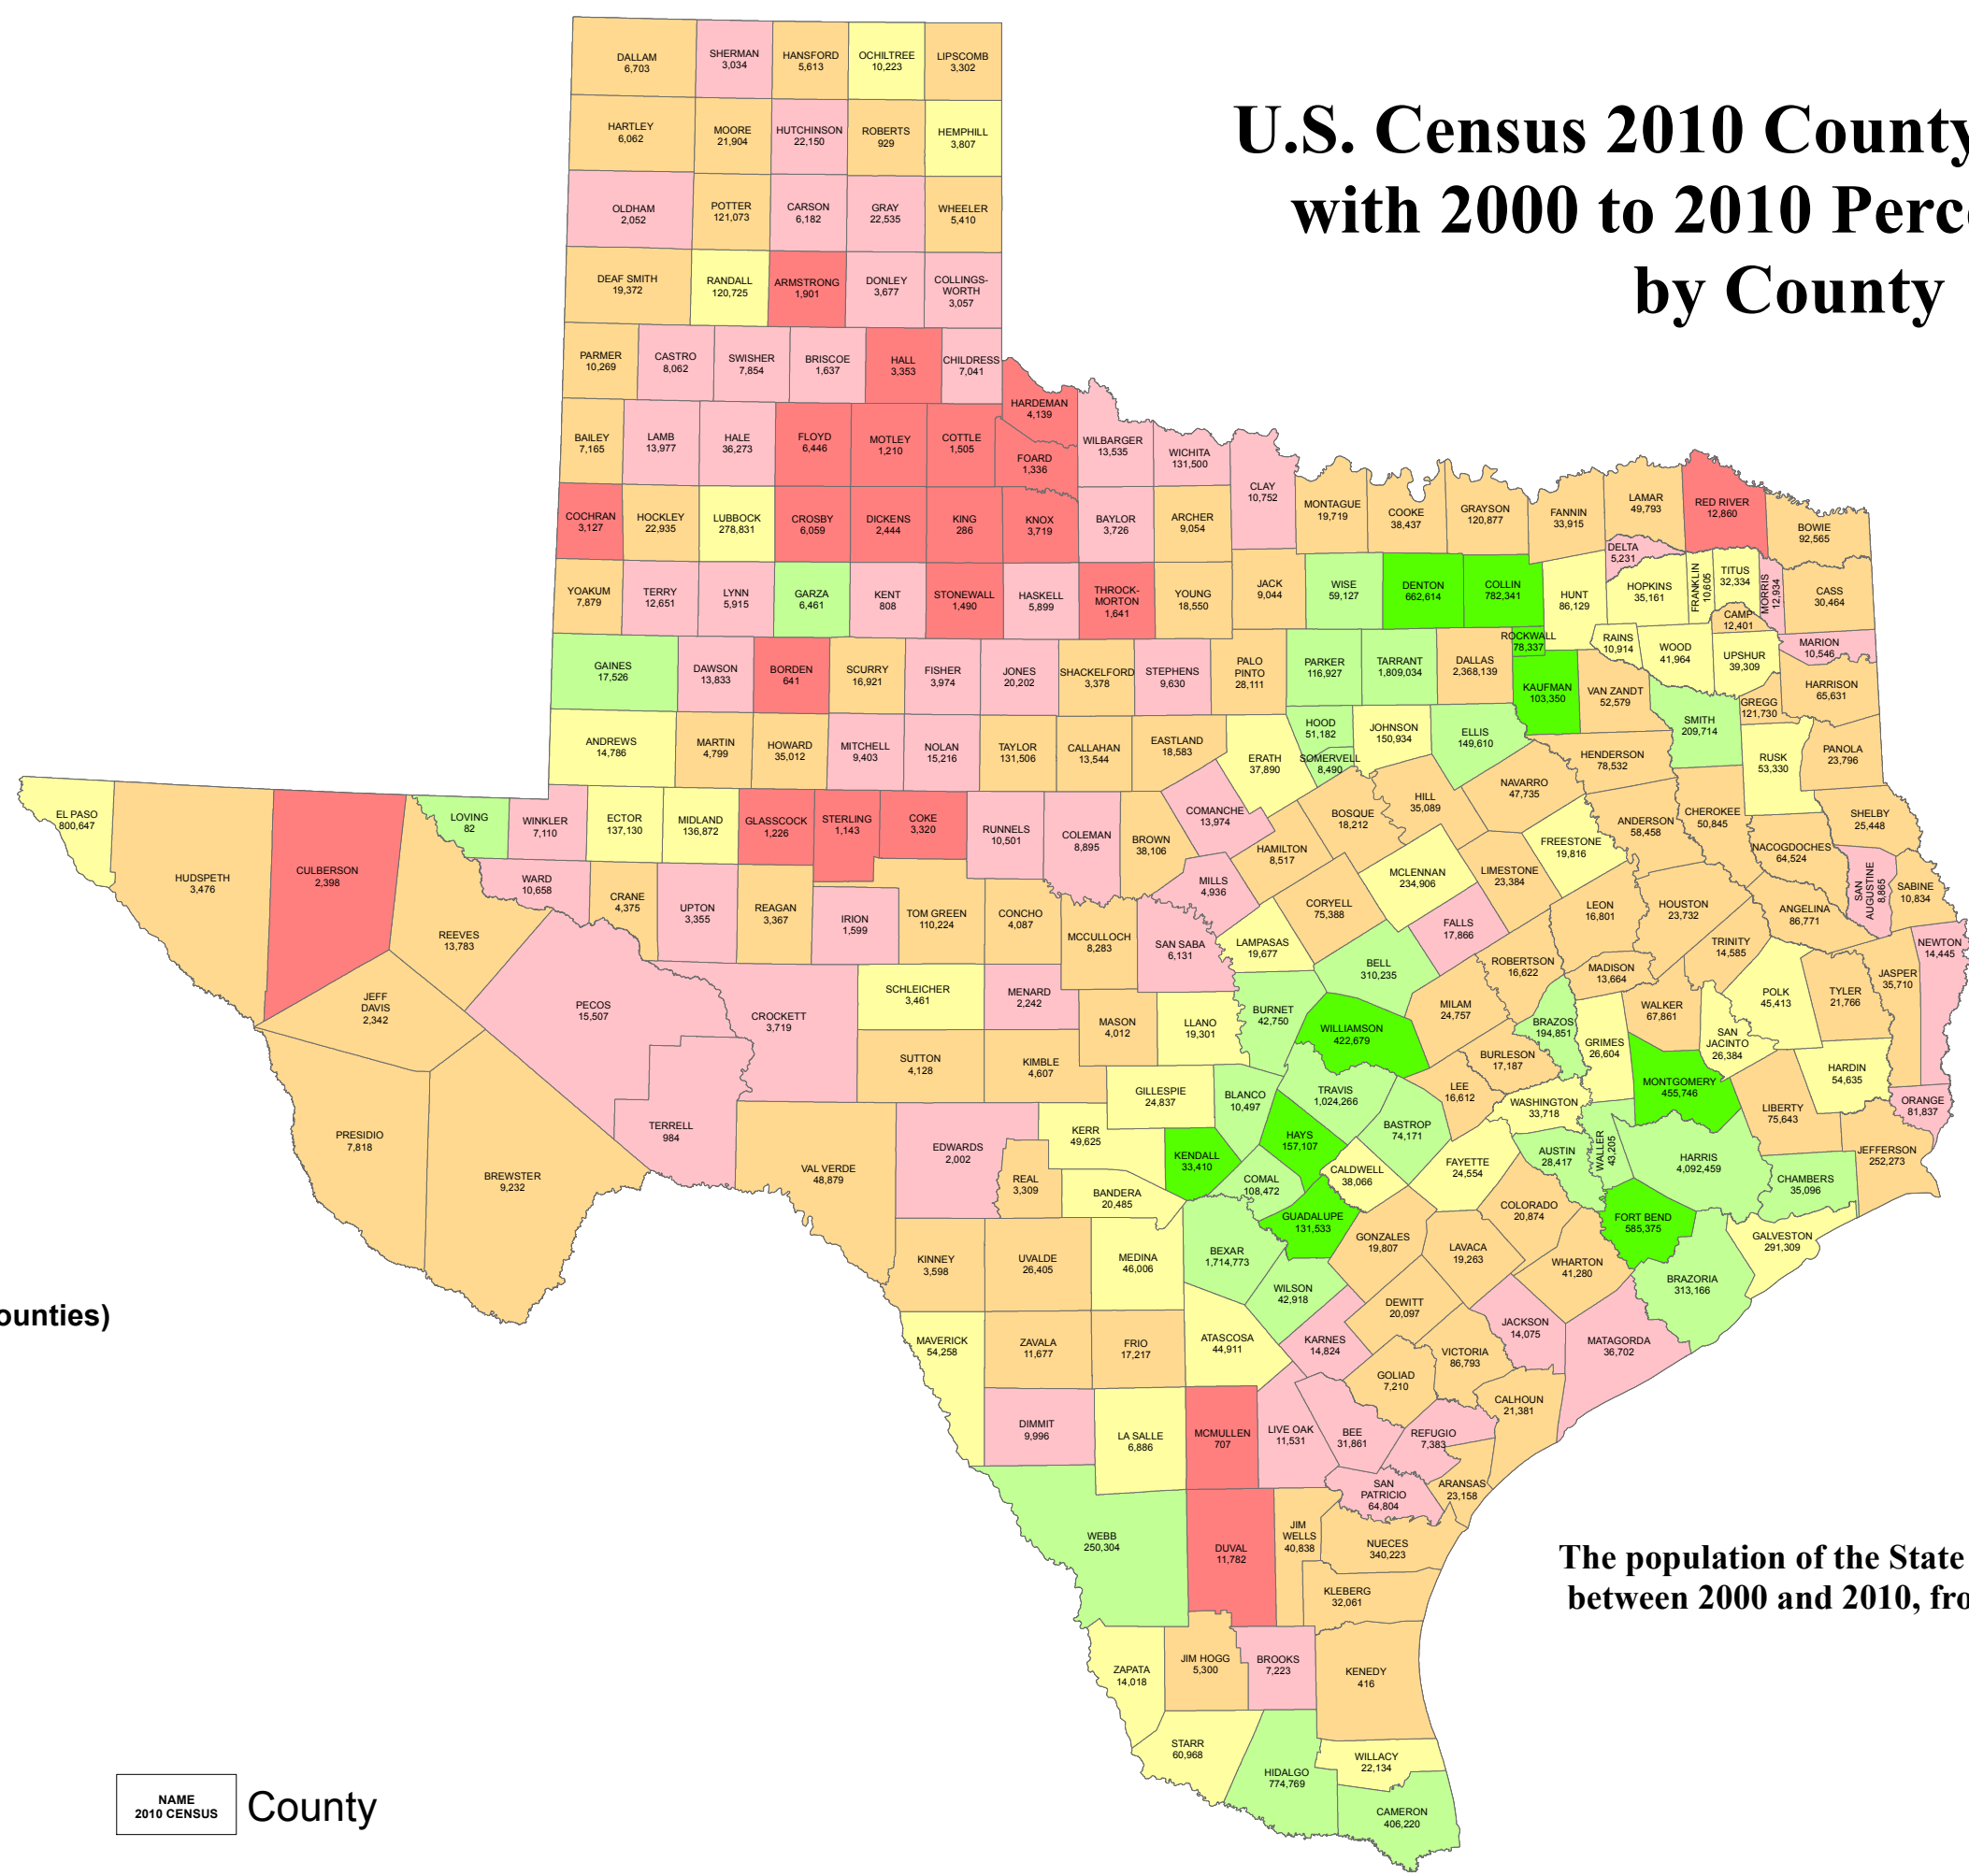 U.S. Census 2010 County
with 2000 to 2010 Perc
by County
DALLAM
6,703
SHERMAN
3,034
HANSFORD
5,613
OCHILTREE
10,223
LIPSCOMB
3,302
HARTLEY
6,062
MOORE
21,904
HUTCHINSON
22,150
ROBERTS
929
HEMPHILL
3,807
OLDHAM
2,052
POTTER
121,073
CARSON
6,182
GRAY
22,535
WHEELER
5,410
DEAF SMITH
19,372
RANDALL
120,725
ARMSTRONG
1,901
DONLEY
3,677
COLLINGS-
WORTH
3,057
PARMER
10,269
CASTRO
8,062
SWISHER
7,854
BRISCOE
1,637
HALL
3,353
CHILDRESS
7,041
HARDEMAN
4,139
BAILEY
7,165
LAMB
13,977
HALE
36,273
FLOYD
6,446
MOTLEY
1,210
COTTLE
1,505
FOARD
1,336
WILBARGER
13,535
WICHITA
131,500
CLAY
10,752
COCHRAN
3,127
HOCKLEY
22,935
LUBBOCK
278,831
CROSBY
6,059
DICKENS
2,444
KING
286
KNOX
3,719
BAYLOR
3,726
ARCHER
9,054
MONTAGUE
19,719
COOKE
38,437
GRAYSON
120,877
FANNIN
33,915
LAMAR
49,793
RED RIVER
12,860
BOWIE
92,565
DELTA
5,231
YOAKUM
7,879
TERRY
12,651
LYNN
5,915
GARZA
6,461
KENT
808
STONEWALL
1,490
HASKELL
5,899
THROCK-
MORTON
1,641
YOUNG
18,550
JACK
9,044
WISE
59,127
DENTON
662,614
COLLIN
782,341
HUNT
86,129
HOPKINS
35,161
FRANKLIN
10,605
TITUS
32,334
MORRIS
12,934
CASS
30,464
CAMP
12,401
ROCKWALL
78,337
RAINS
10,914
WOOD
41,964
UPSHUR
39,309
MARION
10,546
GAINES
17,526
DAWSON
13,833
BORDEN
641
SCURRY
16,921
FISHER
3,974
JONES
20,202
SHACKELFORD
3,378
STEPHENS
9,630
PALO
PINTO
28,111
PARKER
116,927
TARRANT
1,809,034
DALLAS
2,368,139
KAUFMAN
103,350
VAN ZANDT
52,579
SMITH
209,714
GREGG
121,730
HARRISON
65,631
ANDREWS
14,786
MARTIN
4,799
HOWARD
35,012
MITCHELL
9,403
NOLAN
15,216
TAYLOR
131,506
CALLAHAN
13,544
EASTLAND
18,583
ERATH
37,890
HOOD
51,182
SOMERVELL
8,490
JOHNSON
150,934
ELLIS
149,610
HENDERSON
78,532
RUSK
53,330
PANOLA
23,796
EL PASO
800,647
HUDSPETH
3,476
CULBERSON
2,398
REEVES
13,783
LOVING
82
WINKLER
7,110
ECTOR
137,130
MIDLAND
136,872
GLASSCOCK
1,226
STERLING
1,143
COKE
3,320
RUNNELS
10,501
COLEMAN
8,895
BROWN
38,106
COMANCHE
13,974
HAMILTON
8,517
BOSQUE
18,212
HILL
35,089
NAVARRO
47,735
ANDERSON
58,458
CHEROKEE
50,845
NACOGDOCHES
64,524
SHELBY
25,448
SAN
AUGUSTINE
8,865
SABINE
10,834
WARD
10,658
CRANE
4,375
UPTON
3,355
REAGAN
3,367
IRION
1,599
TOM GREEN
110,224
CONCHO
4,087
MCCULLOCH
8,283
SAN SABA
6,131
MILLS
4,936
LAMPASAS
19,677
CORYELL
75,388
MCLENNAN
234,906
LIMESTONE
23,384
FREESTONE
19,816
FALLS
17,866
LEON
16,801
HOUSTON
23,732
ANGELINA
86,771
TRINITY
14,585
NEWTON
14,445
JEFF
DAVIS
2,342
PECOS
15,507
CROCKETT
3,719
SCHLEICHER
3,461
MENARD
2,242
MASON
4,012
LLANO
19,301
BURNET
42,750
BELL
310,235
WILLIAMSON
422,679
MILAM
24,757
ROBERTSON
16,622
BRAZOS
194,851
MADISON
13,664
GRIMES
26,604
WALKER
67,861
SAN
JACINTO
26,384
POLK
45,413
TYLER
21,766
JASPER
35,710
SUTTON
4,128
KIMBLE
4,607
GILLESPIE
24,837
BLANCO
10,497
TRAVIS
1,024,266
BASTROP
74,171
LEE
16,612
BURLESON
17,187
WASHINGTON
33,718
MONTGOMERY
455,746
LIBERTY
75,643
HARDIN
54,635
ORANGE
81,837
JEFFERSON
252,273
PRESIDIO
7,818
BREWSTER
9,232
TERRELL
984
VAL VERDE
48,879
EDWARDS
2,002
REAL
3,309
KERR
49,625
BANDERA
20,485
KENDALL
33,410
HAYS
157,107
COMAL
108,472
CALDWELL
38,066
FAYETTE
24,554
AUSTIN
28,417
WALLER
43,205
HARRIS
4,092,459
CHAMBERS
35,096
GALVESTON
291,309
KINNEY
3,598
UVALDE
26,405
MEDINA
46,006
BEXAR
1,714,773
GUADALUPE
131,533
WILSON
42,918
GONZALES
19,807
LAVACA
19,263
COLORADO
20,874
WHARTON
41,280
FORT BEND
585,375
BRAZORIA
313,166
ounties)
MAVERICK
54,258
ZAVALA
11,677
FRIO
17,217
ATASCOSA
44,911
KARNES
14,824
DEWITT
20,097
GOLIAD
7,210
VICTORIA
86,793
JACKSON
14,075
MATAGORDA
36,702
CALHOUN
21,381
DIMMIT
9,996
LA SALLE
6,886
MCMULLEN
707
LIVE OAK
11,531
BEE
31,861
REFUGIO
7,383
ARANSAS
23,158
SAN
PATRICIO
64,804
WEBB
250,304
DUVAL
11,782
JIM
WELLS
40,838
NUECES
340,223
KLEBERG
32,061
The population of the State
between 2000 and 2010, fro
ZAPATA
14,018
JIM HOGG
5,300
BROOKS
7,223
KENEDY
416
STARR
60,968
HIDALGO
774,769
WILLACY
22,134
CAMERON
406,220
NAME
2010 CENSUS
County